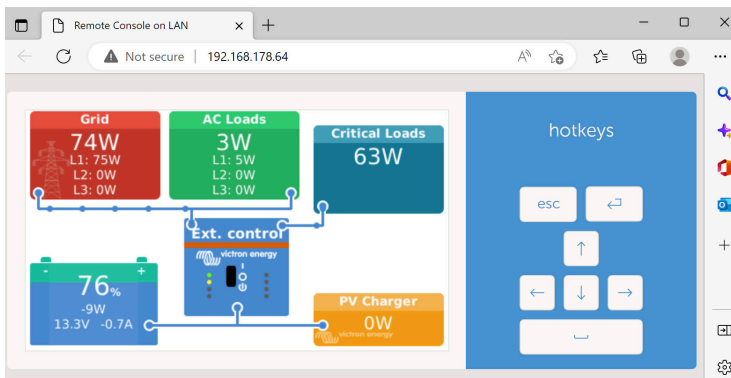 Remote Console on LAN
Not secure
192.168.178.64
Grid
74W
L1: 75W
L2: 0W
L3: 0W
AC Loads
3W
L1: 5W
L2: 0W
L3: 0W
Critical Loads
63W
Ext. control
victron energy
I
O
- +
76%
-9W
13.3V -0.7A
PV Charger
0W
victron energy
hotkeys
esc